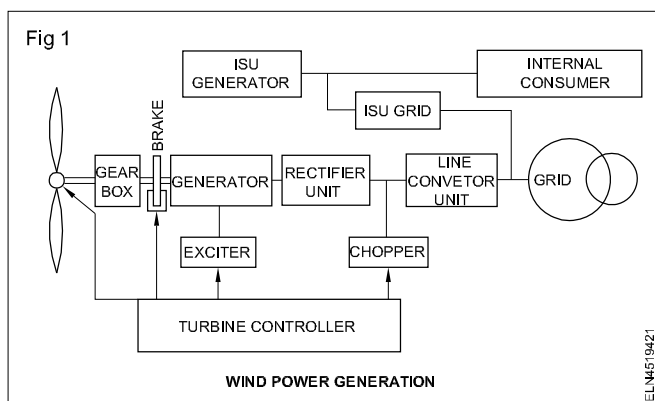 Fig 1
ISU
GENERATOR
INTERNAL
CONSUMER
ISU GRID
BRAKE
GEAR
BOX
GENERATOR
RECTIFIER
UNIT
LINE
CONVETOR
UNIT
GRID
EXCITER
CHOPPER
TURBINE CONTROLLER
WIND POWER GENERATION
ELN4519421